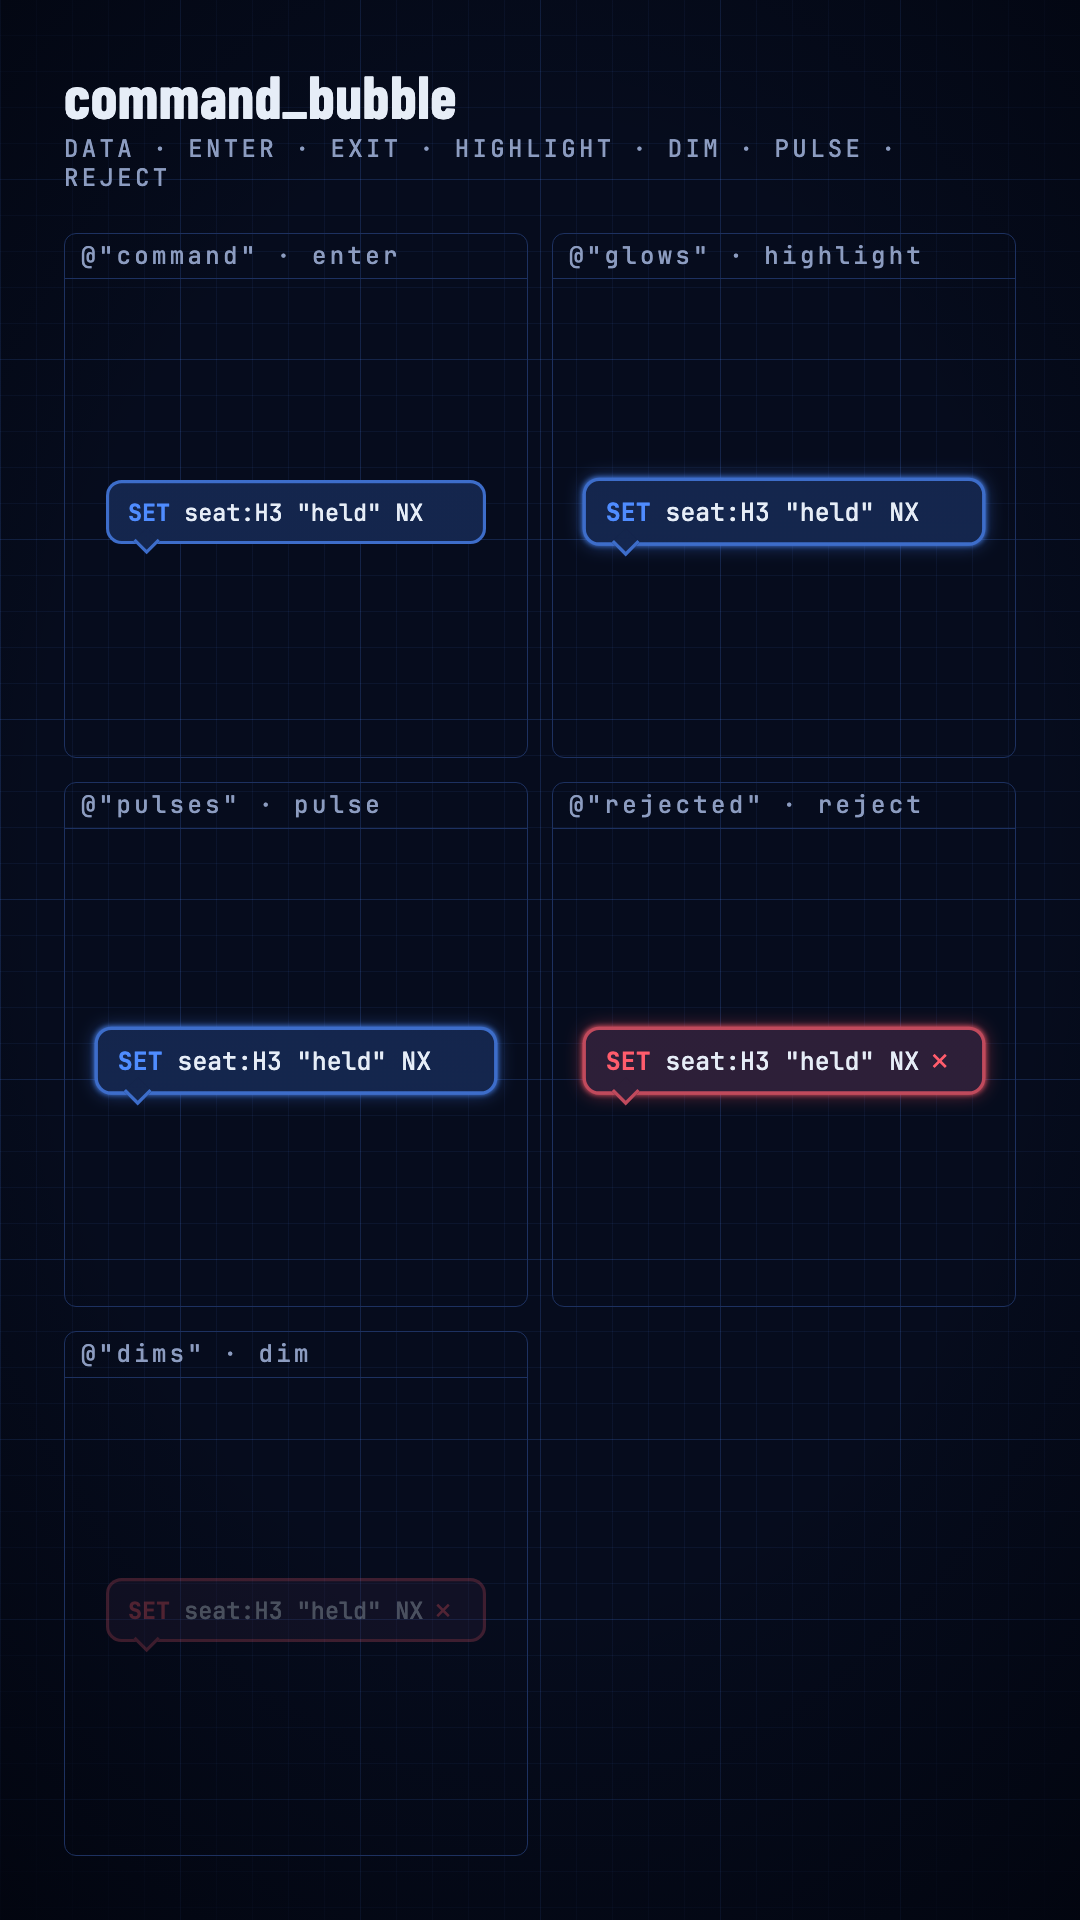 command_bubble
DATA · ENTER · EXIT · HIGHLIGHT · DIM · PULSE ·
REJECT
@"command" · enter
SET seat:H3 "held" NX
@"glows" · highlight
SET seat:H3 "held" NX
@"pulses" · pulse
SET seat:H3 "held" NX
@"rejected" · reject
SET seat:H3 "held" NX ×
@"dims" · dim
SET seat:H3 "held" NX ×